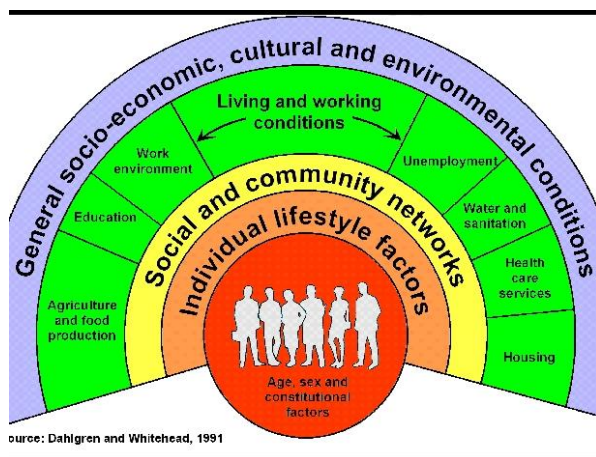 General socio-economic, cultural and environmental conditions
Living and working
conditions
Work
environment
Unemployment
Education
Water and
sanitation
Agriculture
and food
production
Health
care
services
Housing
Social and community networks
Individual lifestyle factors
Age, sex and
constitutional
factors
ource: Dahlgren and Whitehead, 1991